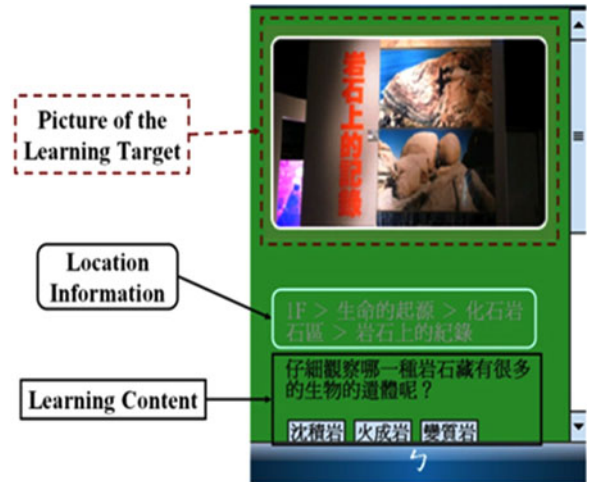 Picture of the
Learning Target
岩石上的記錄
Location
Information
1F > 生命的起源 > 化石岩
石區 > 岩石上的紀錄
Learning Content
仔細觀察哪一種岩石藏有很多
的生物的遺體呢？
沈積岩 火成岩 變質岩
ㄅ